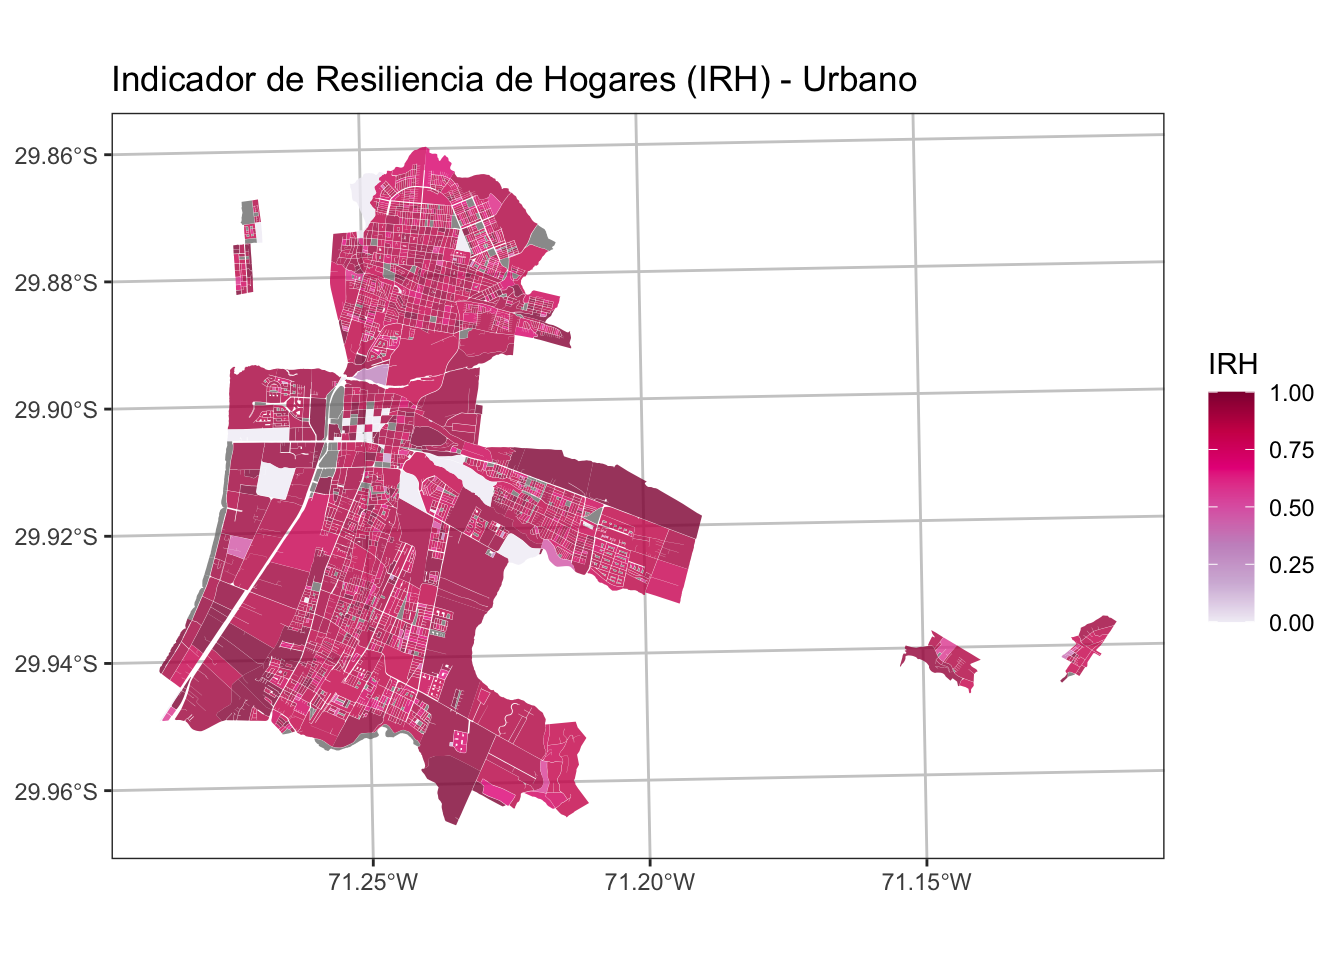 Indicador de Resiliencia de Hogares (IRH) - Urbano
29.86°S
29.88°S
29.90°S
29.92°S
29.94°S
29.96°S
71.25°W
71.20°W
71.15°W
IRH
1.00
0.75
0.50
0.25
0.00